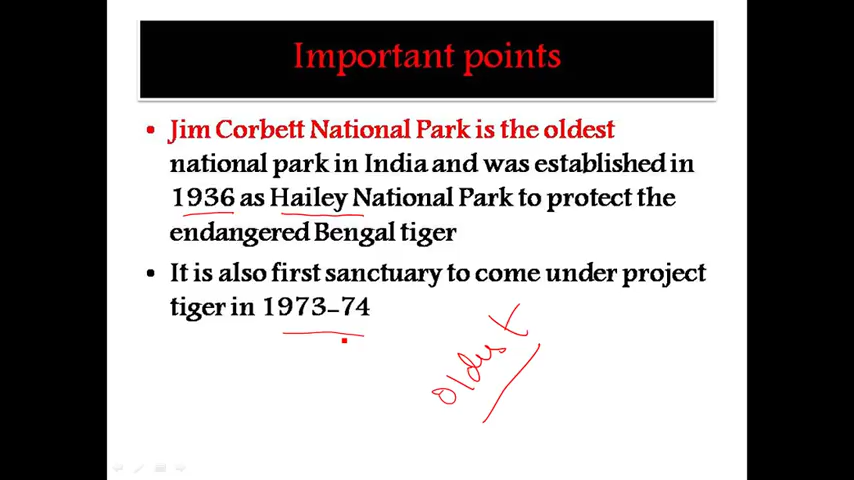 Important points
• Jim Corbett National Park is the oldest
national park in India and was established in
1936 as Hailey National Park to protect the
endangered Bengal tiger
• It is also first sanctuary to come under project
tiger in 1973-74
oldest